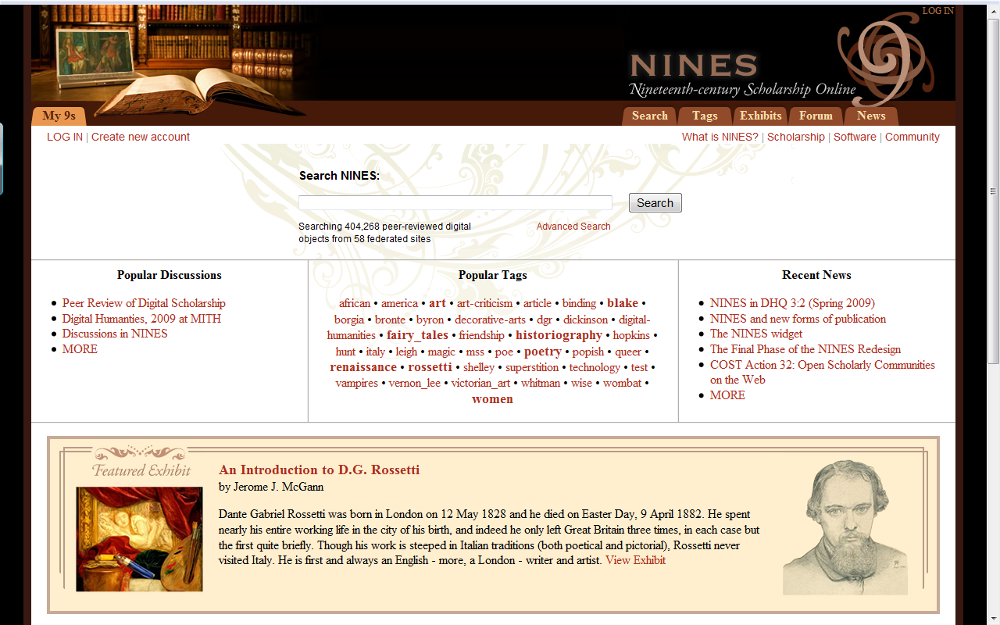 LOG IN
NINES
Nineteenth-century Scholarship Online
My 9s
Search Tags Exhibits Forum News
LOG IN | Create new account
What is NINES? | Scholarship | Software | Community
Search NINES:
Search
Searching 404,268 peer-reviewed digital
objects from 58 federated sites
Advanced Search
Popular Discussions
• Peer Review of Digital Scholarship
• Digital Humanities, 2009 at MITH
• Discussions in NINES
• MORE
Popular Tags
african • america • art • art-criticism • article • binding • blake •
borgia • bronte • byron • decorative-arts • dgr • dickinson • digital-
humanities • fairy_tales • friendship • historiography • hopkins •
hunt • italy • leigh • magic • mss • poe • poetry • popish • queer •
renaissance • rossetti • shelley • superstition • technology • test •
vampires • vernon_lee • victorian_art • whitman • wise • wombat •
women
Recent News
• NINES in DHQ 3:2 (Spring 2009)
• NINES and new forms of publication
• The NINES widget
• The Final Phase of the NINES Redesign
• COST Action 32: Open Scholarly Communities
on the Web
• MORE
Featured Exhibit
An Introduction to D.G. Rossetti
by Jerome J. McGann
Dante Gabriel Rossetti was born in London on 12 May 1828 and he died on Easter Day, 9 April 1882. He spent
nearly his entire working life in the city of his birth, and indeed he only left Great Britain three times, in each case but
the first quite briefly. Though his work is steeped in Italian traditions (both poetical and pictorial), Rossetti never
visited Italy. He is first and always an English - more, a London - writer and artist. View Exhibit